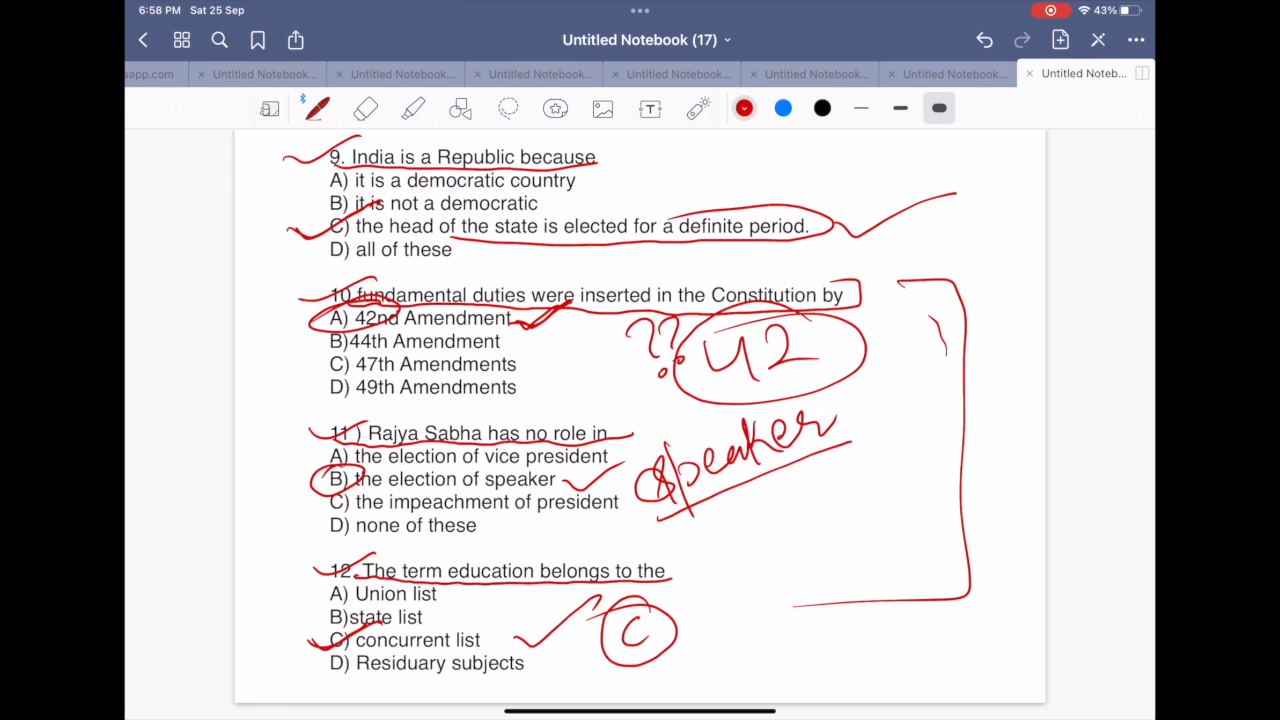 6:58 PM Sat 25 Sep
43%
Untitled Notebook (17)
sapp.com
Untitled Notebook...
Untitled Notebook...
Untitled Notebook...
Untitled Notebook...
Untitled Notebook...
Untitled Notebook...
Untitled Noteb...
9. India is a Republic because
A) it is a democratic country
B) it is not a democratic
C) the head of the state is elected for a definite period.
D) all of these
10 fundamental duties were inserted in the Constitution by
A) 42nd Amendment
B)44th Amendment
C) 47th Amendments
D) 49th Amendments
?? 42
11 ) Rajya Sabha has no role in
A) the election of vice president
B) the election of speaker
C) the impeachment of president
D) none of these
Speaker
12. The term education belongs to the
A) Union list
B)state list
C) concurrent list
D) Residuary subjects
C